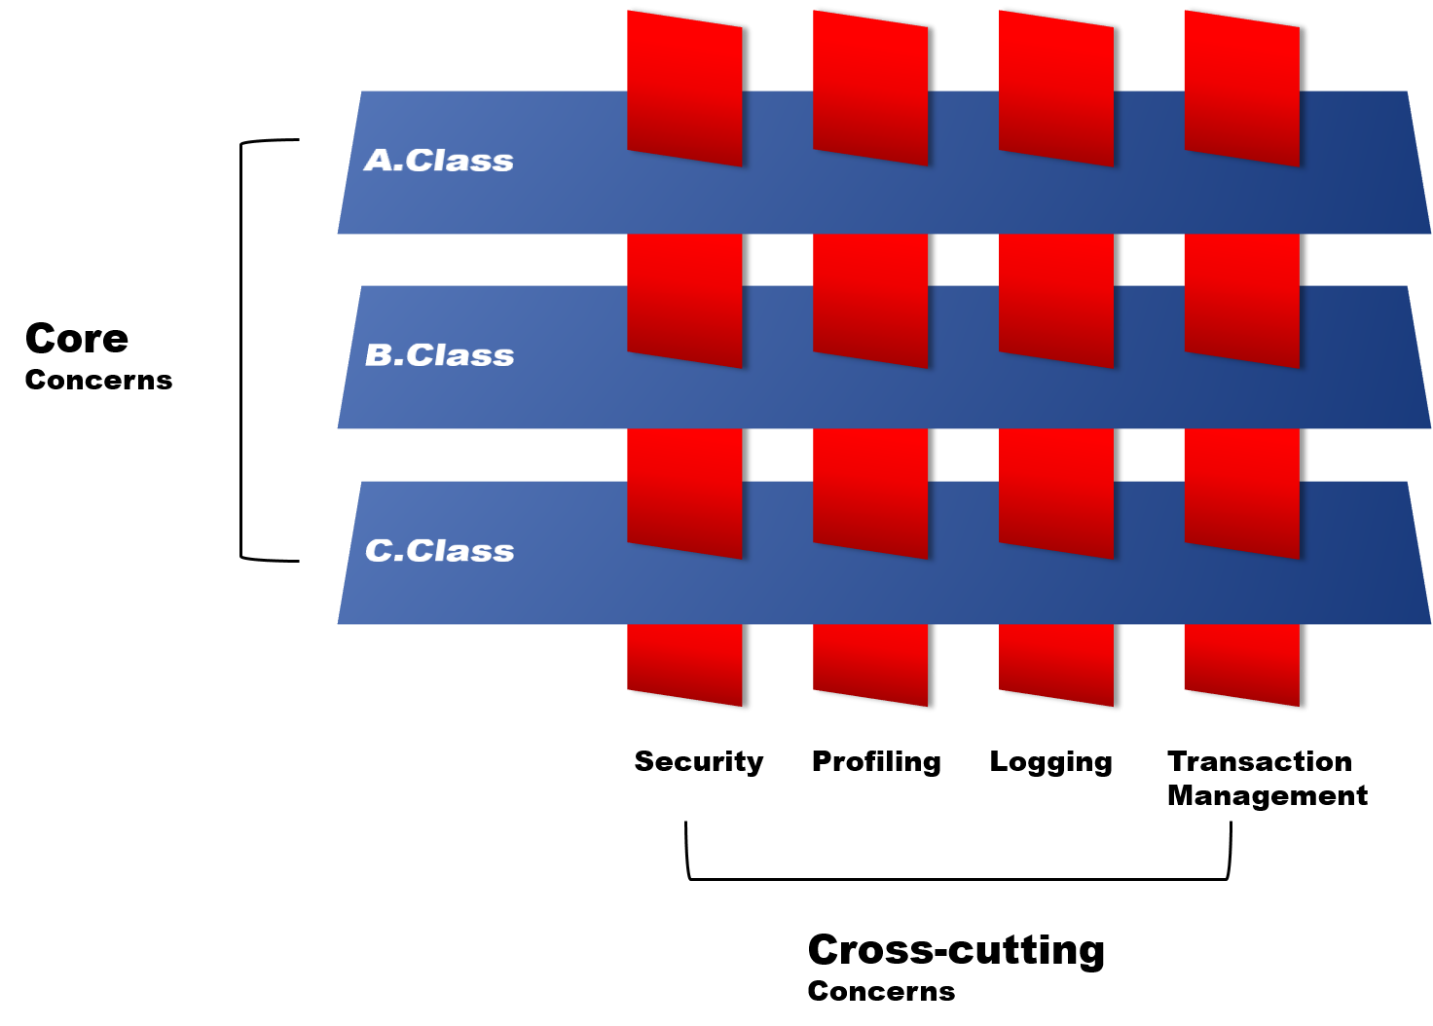 A.Class
B.Class
C.Class
Core
Concerns
Security
Profiling
Logging
Transaction
Management
Cross-cutting
Concerns